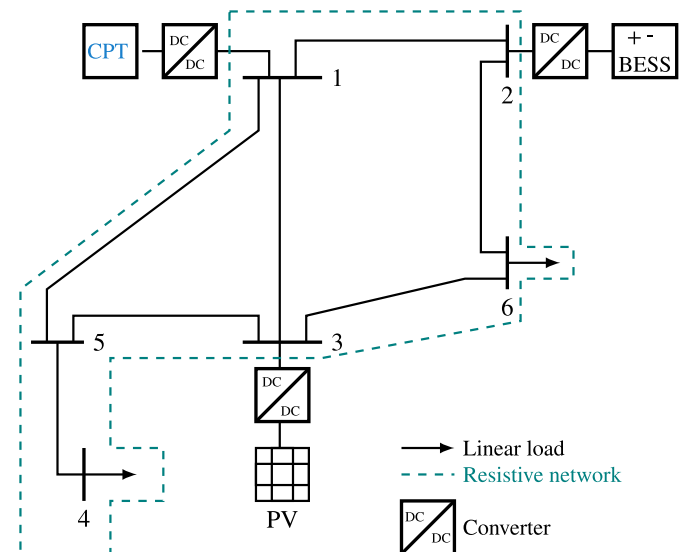 CPT
DC
DC
1
2
DC
DC
+ -
BESS
6
5
3
DC
DC
4
PV
Linear load
Resistive network
DC
DC
Converter